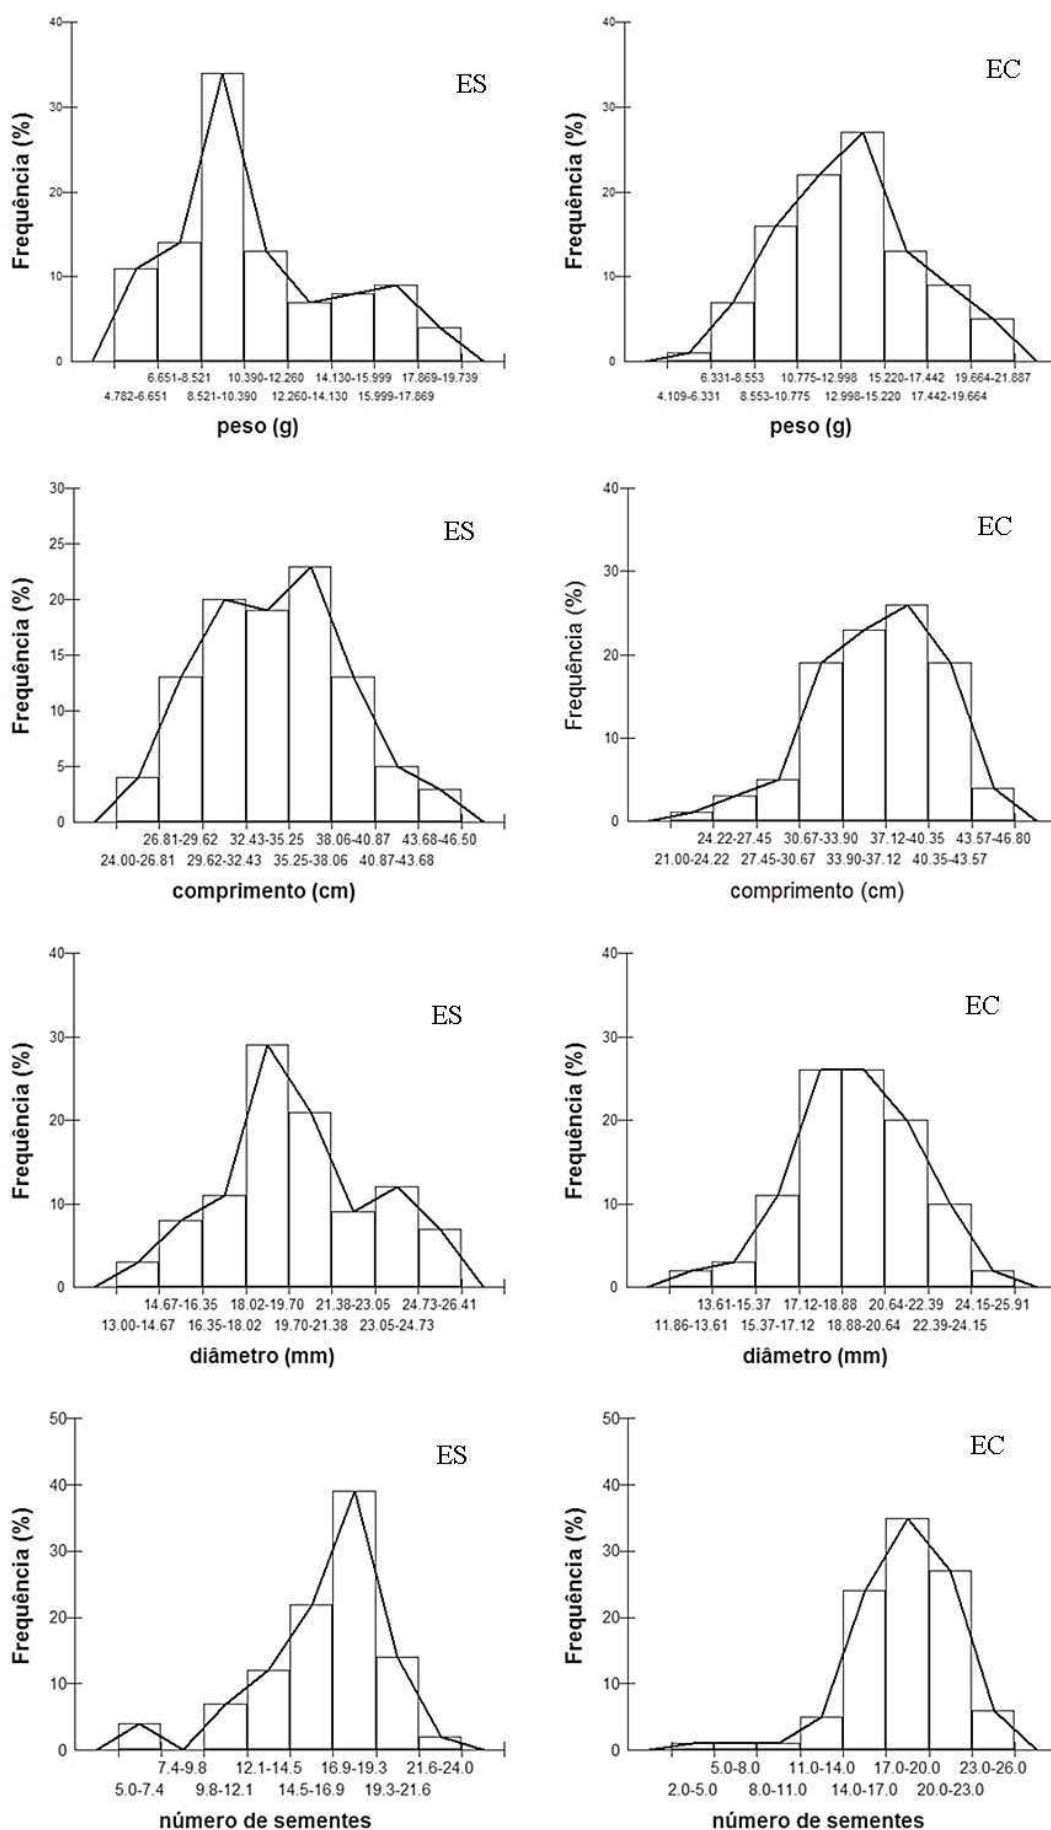 40
30
20
10
0
Frequência (%)
ES
6.651-8.521 10.390-12.260 14.130-15.999 17.869-19.739
4.782-6.651 8.521-10.390 12.260-14.130 15.999-17.869
peso (g)
40
30
20
10
0
Frequência (%)
EC
6.331-8.553 10.775-12.998 15.220-17.442 19.664-21.887
4.109-6.331 8.553-10.775 12.998-15.220 17.442-19.664
peso (g)
30
25
20
15
10
5
0
Frequência (%)
ES
26.81-29.62 32.43-35.25 38.06-40.87 43.68-46.50
24.00-26.81 29.62-32.43 35.25-38.06 40.87-43.68
comprimento (cm)
40
30
20
10
0
Frequência (%)
EC
24.22-27.45 30.67-33.90 37.12-40.35 43.57-46.80
21.00-24.22 27.45-30.67 33.90-37.12 40.35-43.57
comprimento (cm)
40
30
20
10
0
Frequência (%)
ES
14.67-16.35 18.02-19.70 21.38-23.05 24.73-26.41
13.00-14.67 16.35-18.02 19.70-21.38 23.05-24.73
diâmetro (mm)
40
30
20
10
0
Frequência (%)
EC
13.61-15.37 17.12-18.88 20.64-22.39 24.15-25.91
11.86-13.61 15.37-17.12 18.88-20.64 22.39-24.15
diâmetro (mm)
50
40
30
20
10
0
Frequência (%)
ES
7.4-9.8 12.1-14.5 16.9-19.3 21.6-24.0
5.0-7.4 9.8-12.1 14.5-16.9 19.3-21.6
número de sementes
50
40
30
20
10
0
Frequência (%)
EC
5.0-8.0 11.0-14.0 17.0-20.0 23.0-26.0
2.0-5.0 8.0-11.0 14.0-17.0 20.0-23.0
número de sementes